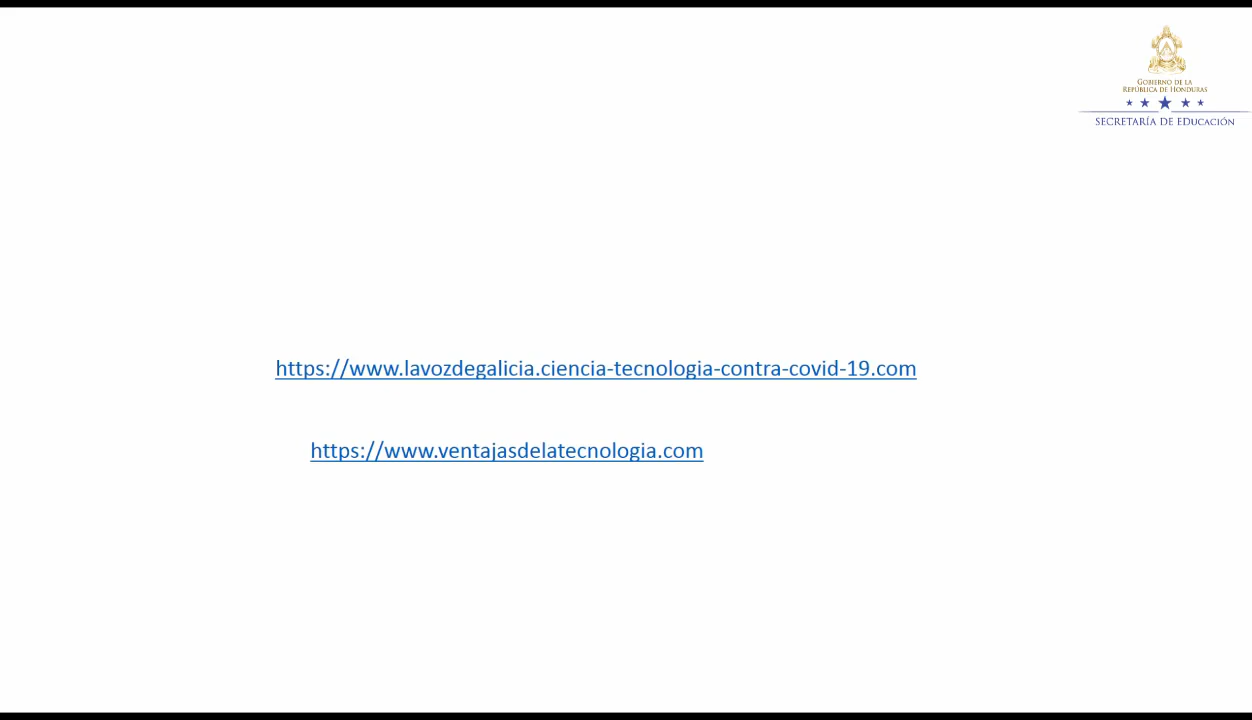 GOBIERNO DE LA
REPÚBLICA DE HONDURAS
SECRETARÍA DE EDUCACIÓN
https://www.lavozdegalicia.ciencia-tecnologia-contra-covid-19.com
https://www.ventajasdelatecnologia.com